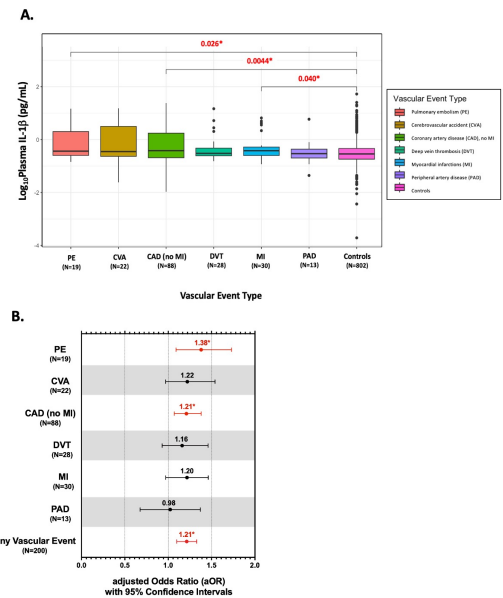 A.
0.026*
0.0044*
0.040*
Log10Plasma IL-1β (pg/mL)
2
0
-2
-4
PE
(N=19)
CVA
(N=22)
CAD (no MI)
(N=88)
DVT
(N=28)
MI
(N=30)
PAD
(N=13)
Controls
(N=802)
Vascular Event Type
Vascular Event Type
Pulmonary embolism (PE)
Cerebrovascular accident (CVA)
Coronary artery disease (CAD), no MI
Deep vein thrombosis (DVT)
Myocardial infarctions (MI)
Peripheral artery disease (PAD)
Controls
B.
PE
(N=19)
1.38*
CVA
(N=22)
1.22
CAD (no MI)
(N=88)
1.21*
DVT
(N=28)
1.16
MI
(N=30)
1.20
PAD
(N=13)
0.98
ny Vascular Event
(N=200)
1.21*
0.0 0.5 1.0 1.5 2.0
adjusted Odds Ratio (aOR)
with 95% Confidence Intervals